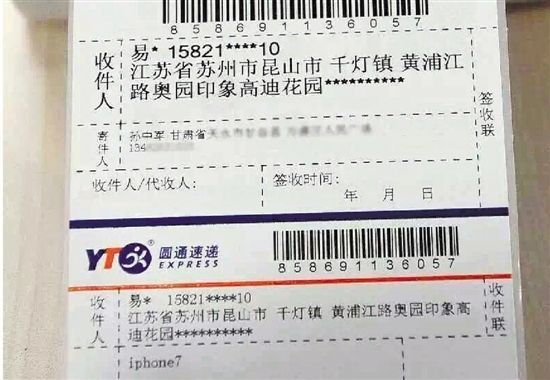 858691136057
收件人
易* 15821****10
江苏省苏州市昆山市 千灯镇 黄浦江
路奥园印象高迪花园**********
签收联
寄件人
孙中军 甘肃省
134
收件人/代收人:
签收时间:
年 月 日
YTO
圆通速递
EXPRESS
858691136057
收件人
易* 15821****10
江苏省苏州市昆山市 千灯镇 黄浦江路奥园印象高
迪花园**********
收件联
iphone7